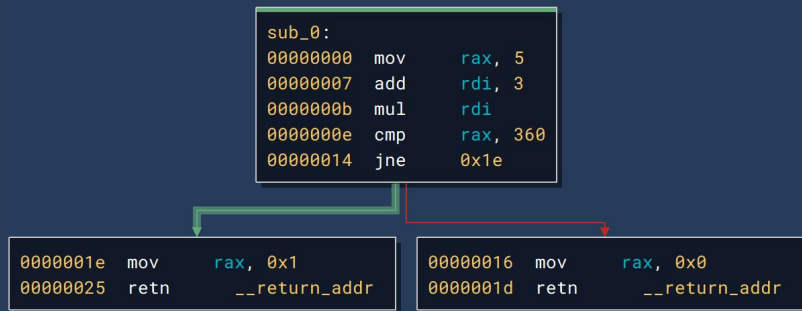 sub_0:
00000000 mov rax, 5
00000007 add rdi, 3
0000000b mul rdi
0000000e cmp rax, 360
00000014 jne 0x1e
0000001e mov rax, 0x1
00000025 retn __return_addr
00000016 mov rax, 0x0
0000001d retn __return_addr